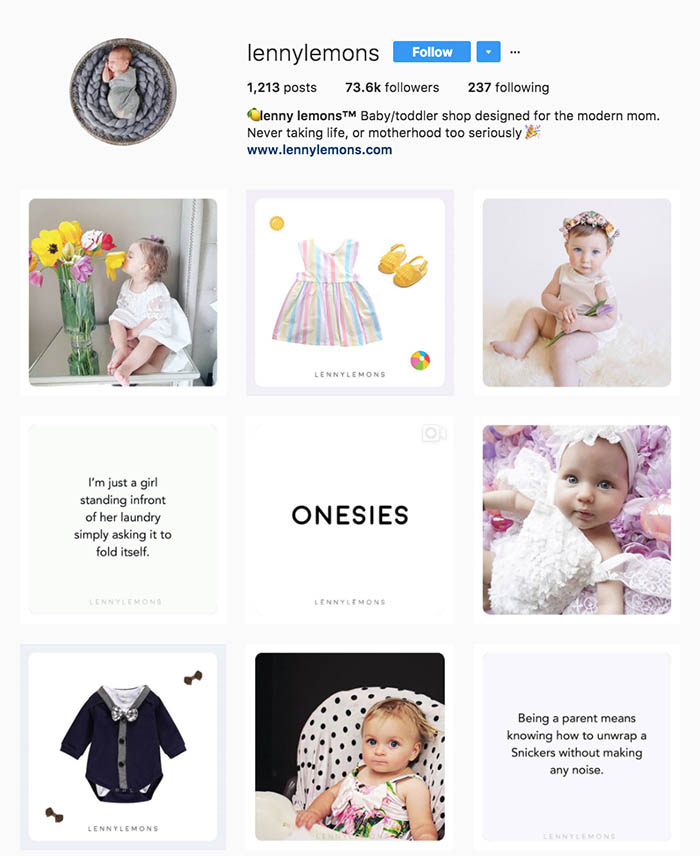 lennylemons Follow
1,213 posts 73.6k followers 237 following
lenny lemons™ Baby/toddler shop designed for the modern mom.
Never taking life, or motherhood too seriously
www.lennylemons.com
LENNYLEMONS
I'm just a girl
standing infront
of her laundry
simply asking it to
fold itself.
LENNYLEMONS
ONESIES
LENNYLEMONS
LENNYLEMONS
LENNYLEMONS
Being a parent means
knowing how to unwrap a
Snickers without making
any noise.
LENNYLEMONS